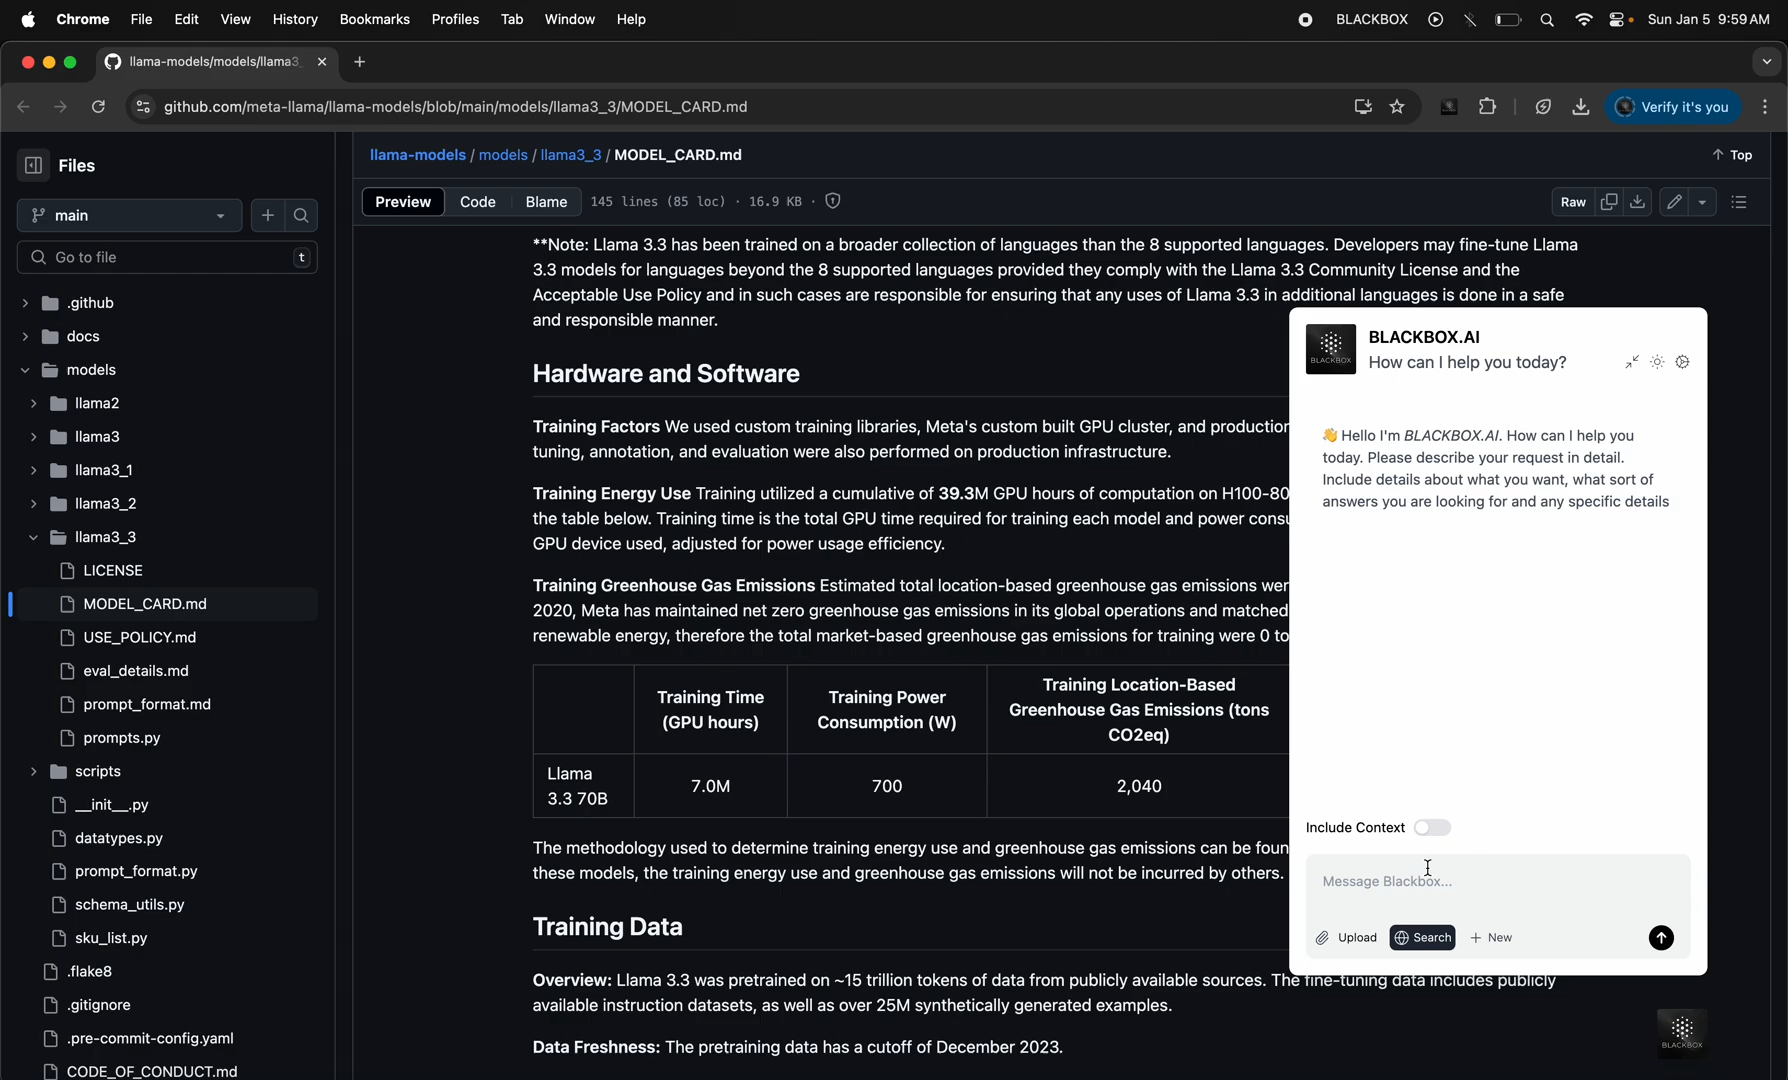 Chrome File Edit View History Bookmarks Profiles Tab Window Help BLACKBOX Sun Jan 5 9:59 AM
llama-models/models/llama3_
github.com/meta-llama/llama-models/blob/main/models/llama3_3/MODEL_CARD.md Verify it's you
Files
main
Go to file t
.github
docs
models
llama2
llama3
llama3_1
llama3_2
llama3_3
LICENSE
MODEL_CARD.md
USE_POLICY.md
eval_details.md
prompt_format.md
prompts.py
scripts
__init__.py
datatypes.py
prompt_format.py
schema_utils.py
sku_list.py
.flake8
.gitignore
.pre-commit-config.yaml
CODE_OF_CONDUCT.md
llama-models / models / llama3_3 / MODEL_CARD.md Top
Preview Code Blame 145 lines (85 loc) · 16.9 KB · Raw
**Note: Llama 3.3 has been trained on a broader collection of languages than the 8 supported languages. Developers may fine-tune Llama
3.3 models for languages beyond the 8 supported languages provided they comply with the Llama 3.3 Community License and the
Acceptable Use Policy and in such cases are responsible for ensuring that any uses of Llama 3.3 in additional languages is done in a safe
and responsible manner.
Hardware and Software
Training Factors We used custom training libraries, Meta's custom built GPU cluster, and production
tuning, annotation, and evaluation were also performed on production infrastructure.
Training Energy Use Training utilized a cumulative of 39.3M GPU hours of computation on H100-80
the table below. Training time is the total GPU time required for training each model and power consu
GPU device used, adjusted for power usage efficiency.
Training Greenhouse Gas Emissions Estimated total location-based greenhouse gas emissions wer
2020, Meta has maintained net zero greenhouse gas emissions in its global operations and matched
renewable energy, therefore the total market-based greenhouse gas emissions for training were 0 to
Training Time
(GPU hours)
Training Power
Consumption (W)
Training Location-Based
Greenhouse Gas Emissions (tons
CO2eq)
Llama
3.3 70B
7.0M
700
2,040
The methodology used to determine training energy use and greenhouse gas emissions can be foun
these models, the training energy use and greenhouse gas emissions will not be incurred by others.
Training Data
Overview: Llama 3.3 was pretrained on ~15 trillion tokens of data from publicly available sources. The fine-tuning data includes publicly
available instruction datasets, as well as over 25M synthetically generated examples.
Data Freshness: The pretraining data has a cutoff of December 2023.
BLACKBOX
BLACKBOX.AI
How can I help you today?
👋 Hello I'm BLACKBOX.AI. How can I help you
today. Please describe your request in detail.
Include details about what you want, what sort of
answers you are looking for and any specific details
Include Context
Message Blackbox...
Upload Search + New
BLACKBOX